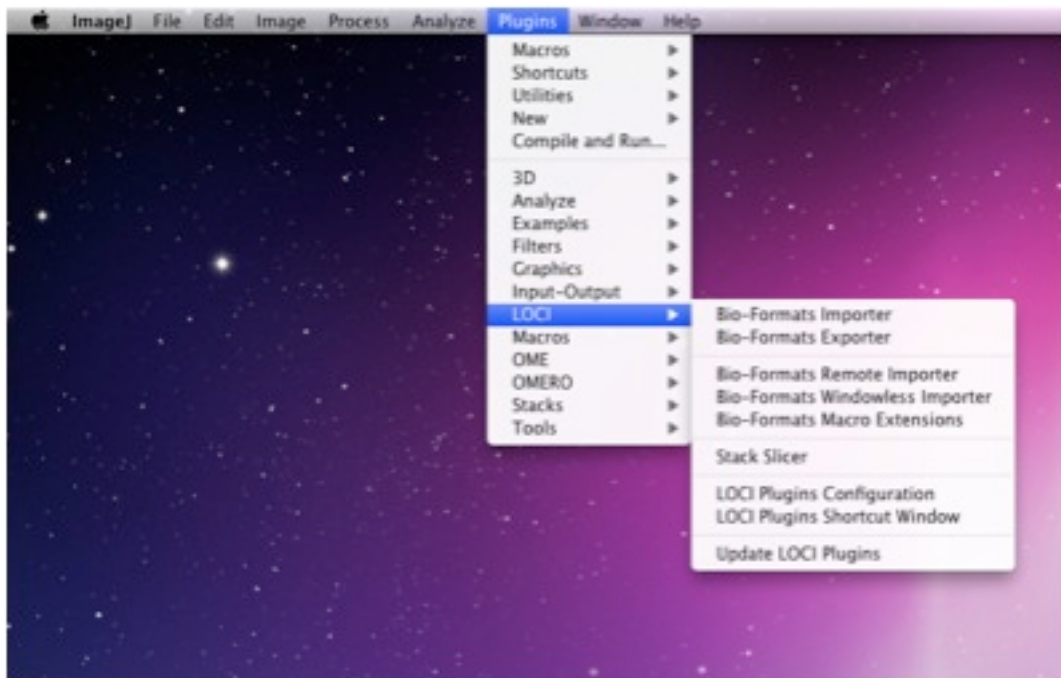 ImageJ File Edit Image Process Analyze Plugins Window Help
Macros
Shortcuts
Utilities
New
Compile and Run...
3D
Analyze
Examples
Filters
Graphics
Input-Output
LOCI
Macros
OME
OMERO
Stacks
Tools
Bio-Formats Importer
Bio-Formats Exporter
Bio-Formats Remote Importer
Bio-Formats Windowless Importer
Bio-Formats Macro Extensions
Stack Slicer
LOCI Plugins Configuration
LOCI Plugins Shortcut Window
Update LOCI Plugins